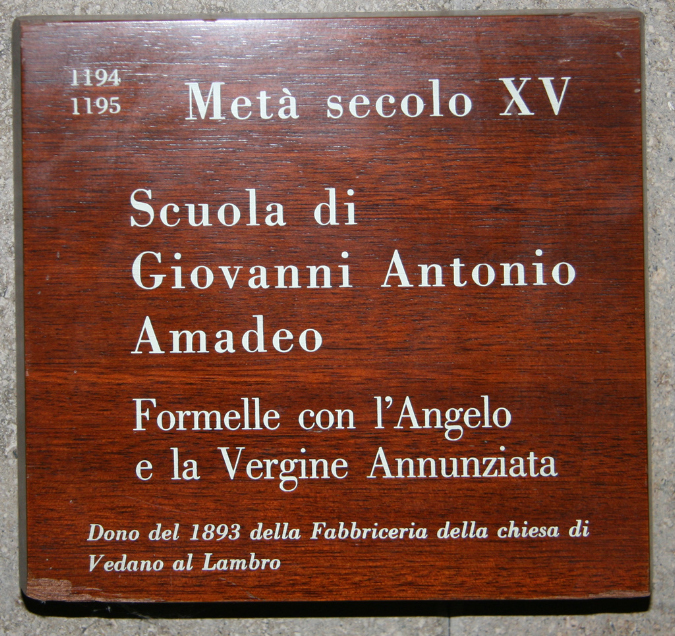 1194
1195
Metà secolo XV
Scuola di
Giovanni Antonio
Amadeo
Formelle con l'Angelo
e la Vergine Annunziata
Dono del 1893 della Fabbriceria della chiesa di
Vedano al Lambro